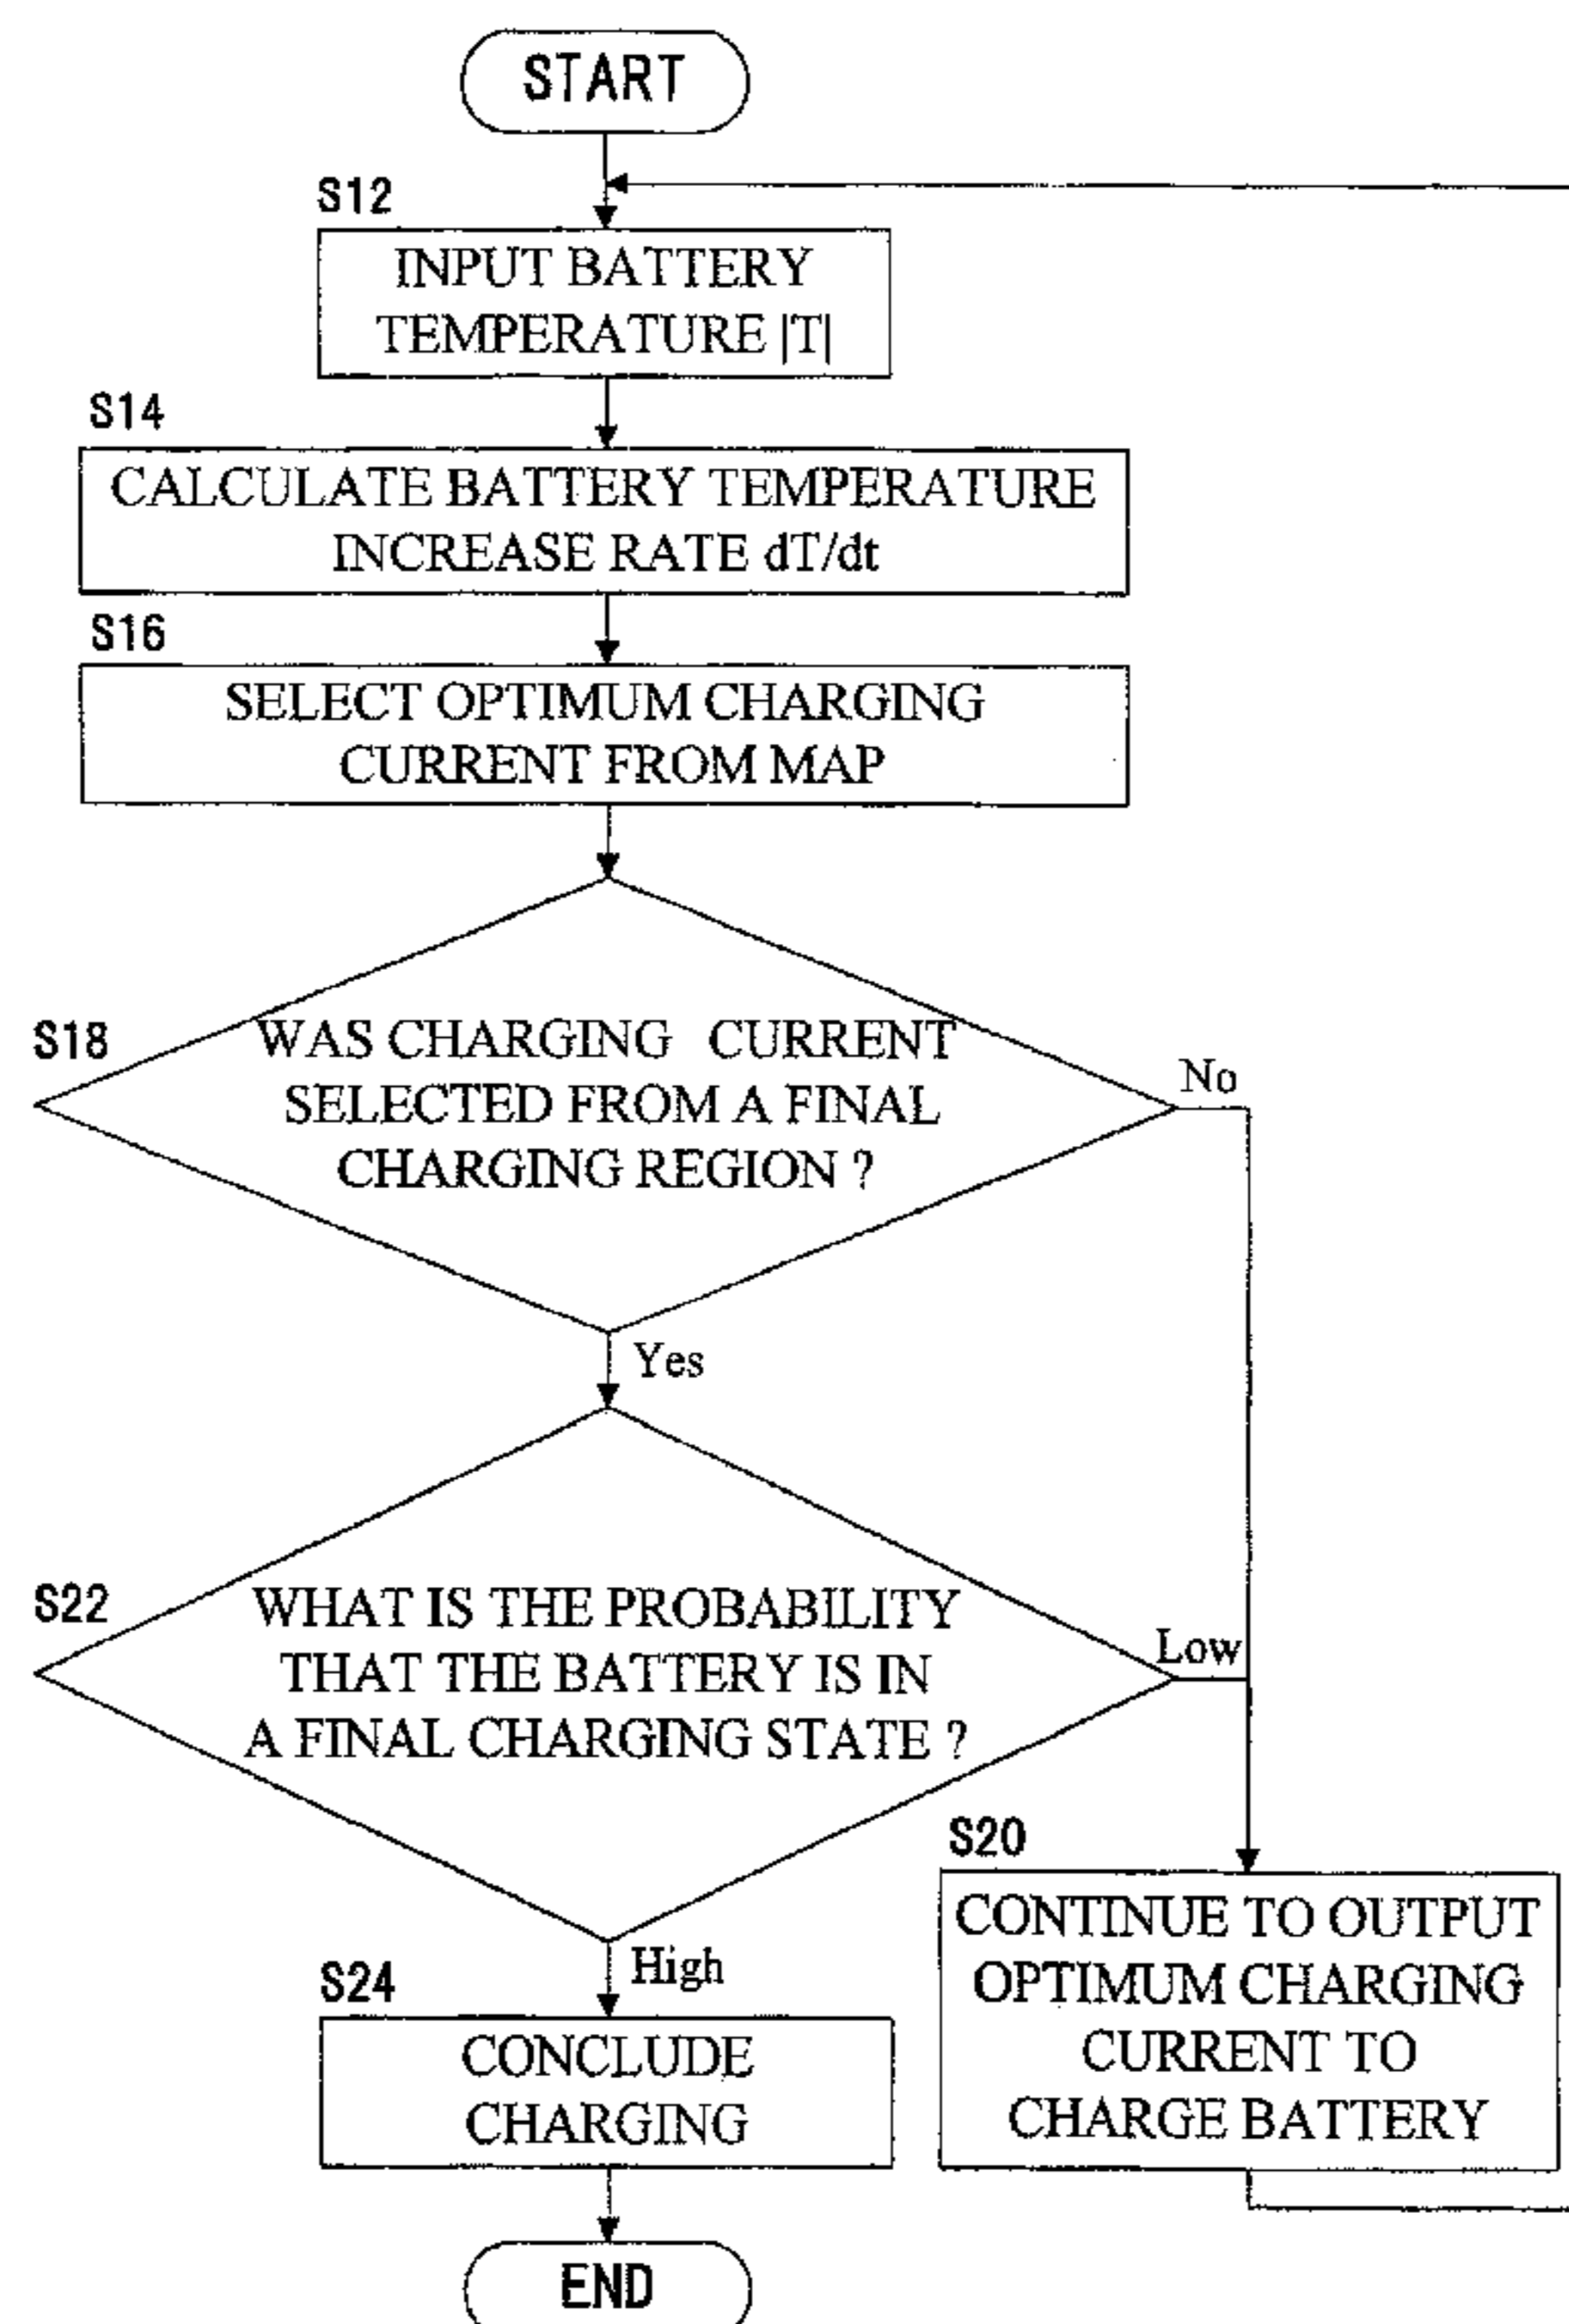 START
S12
INPUT BATTERY
TEMPERATURE |T|
S14
CALCULATE BATTERY TEMPERATURE
INCREASE RATE dT/dt
S16
SELECT OPTIMUM CHARGING
CURRENT FROM MAP
S18
WAS CHARGING CURRENT
SELECTED FROM A FINAL
CHARGING REGION ?
No
Yes
S22
WHAT IS THE PROBABILITY
THAT THE BATTERY IS IN
A FINAL CHARGING STATE ?
Low
High
S20
CONTINUE TO OUTPUT
OPTIMUM CHARGING
CURRENT TO
CHARGE BATTERY
S24
CONCLUDE
CHARGING
END